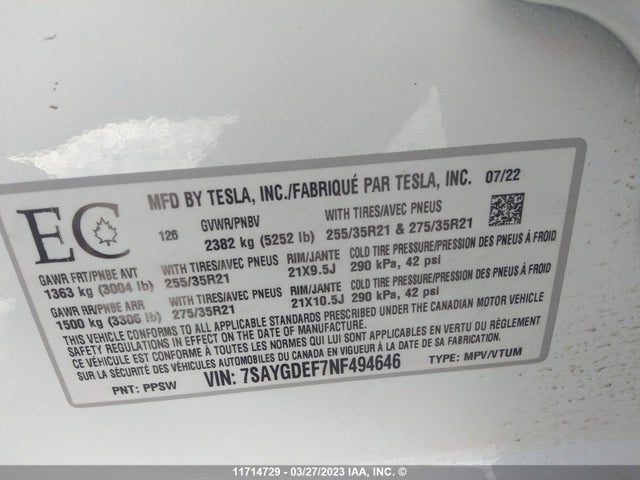 EC
MFD BY TESLA, INC./FABRIQUÉ PAR TESLA, INC. 07/22
126 GVWR/PNBV WITH TIRES/AVEC PNEUS
2382 kg (5252 lb) 255/35R21 & 275/35R21
GAWR FRT/PNBE AVT WITH TIRES/AVEC PNEUS RIM/JANTE COLD TIRE PRESSURE/PRESSION DES PNEUS À FROID
1363 kg (3004 lb) 255/35R21 21X9.5J 290 kPa, 42 psi
GAWR RR/PNBE ARR WITH TIRES/AVEC PNEUS RIM/JANTE COLD TIRE PRESSURE/PRESSION DES PNEUS À FROID
1500 kg (3306 lb) 275/35R21 21X10.5J 290 kPa, 42 psi
THIS VEHICLE CONFORMS TO ALL APPLICABLE STANDARDS PRESCRIBED UNDER THE CANADIAN MOTOR VEHICLE
SAFETY REGULATIONS IN EFFECT ON THE DATE OF MANUFACTURE.
CE VÉHICULE EST CONFORME À TOUTES LES NORMES QUI LUI SONT APPLICABLES EN VERTU DU RÈGLEMENT
SUR LA SÉCURITÉ DES VÉHICULES AUTOMOBILES DU CANADA EN VIGUEUR À LA DATE DE SA FABRICATION.
PNT: PPSW VIN: 7SAYGDEF7NF494646 TYPE: MPV/VTUM
11714729 - 03/27/2023 IAA, INC. ©